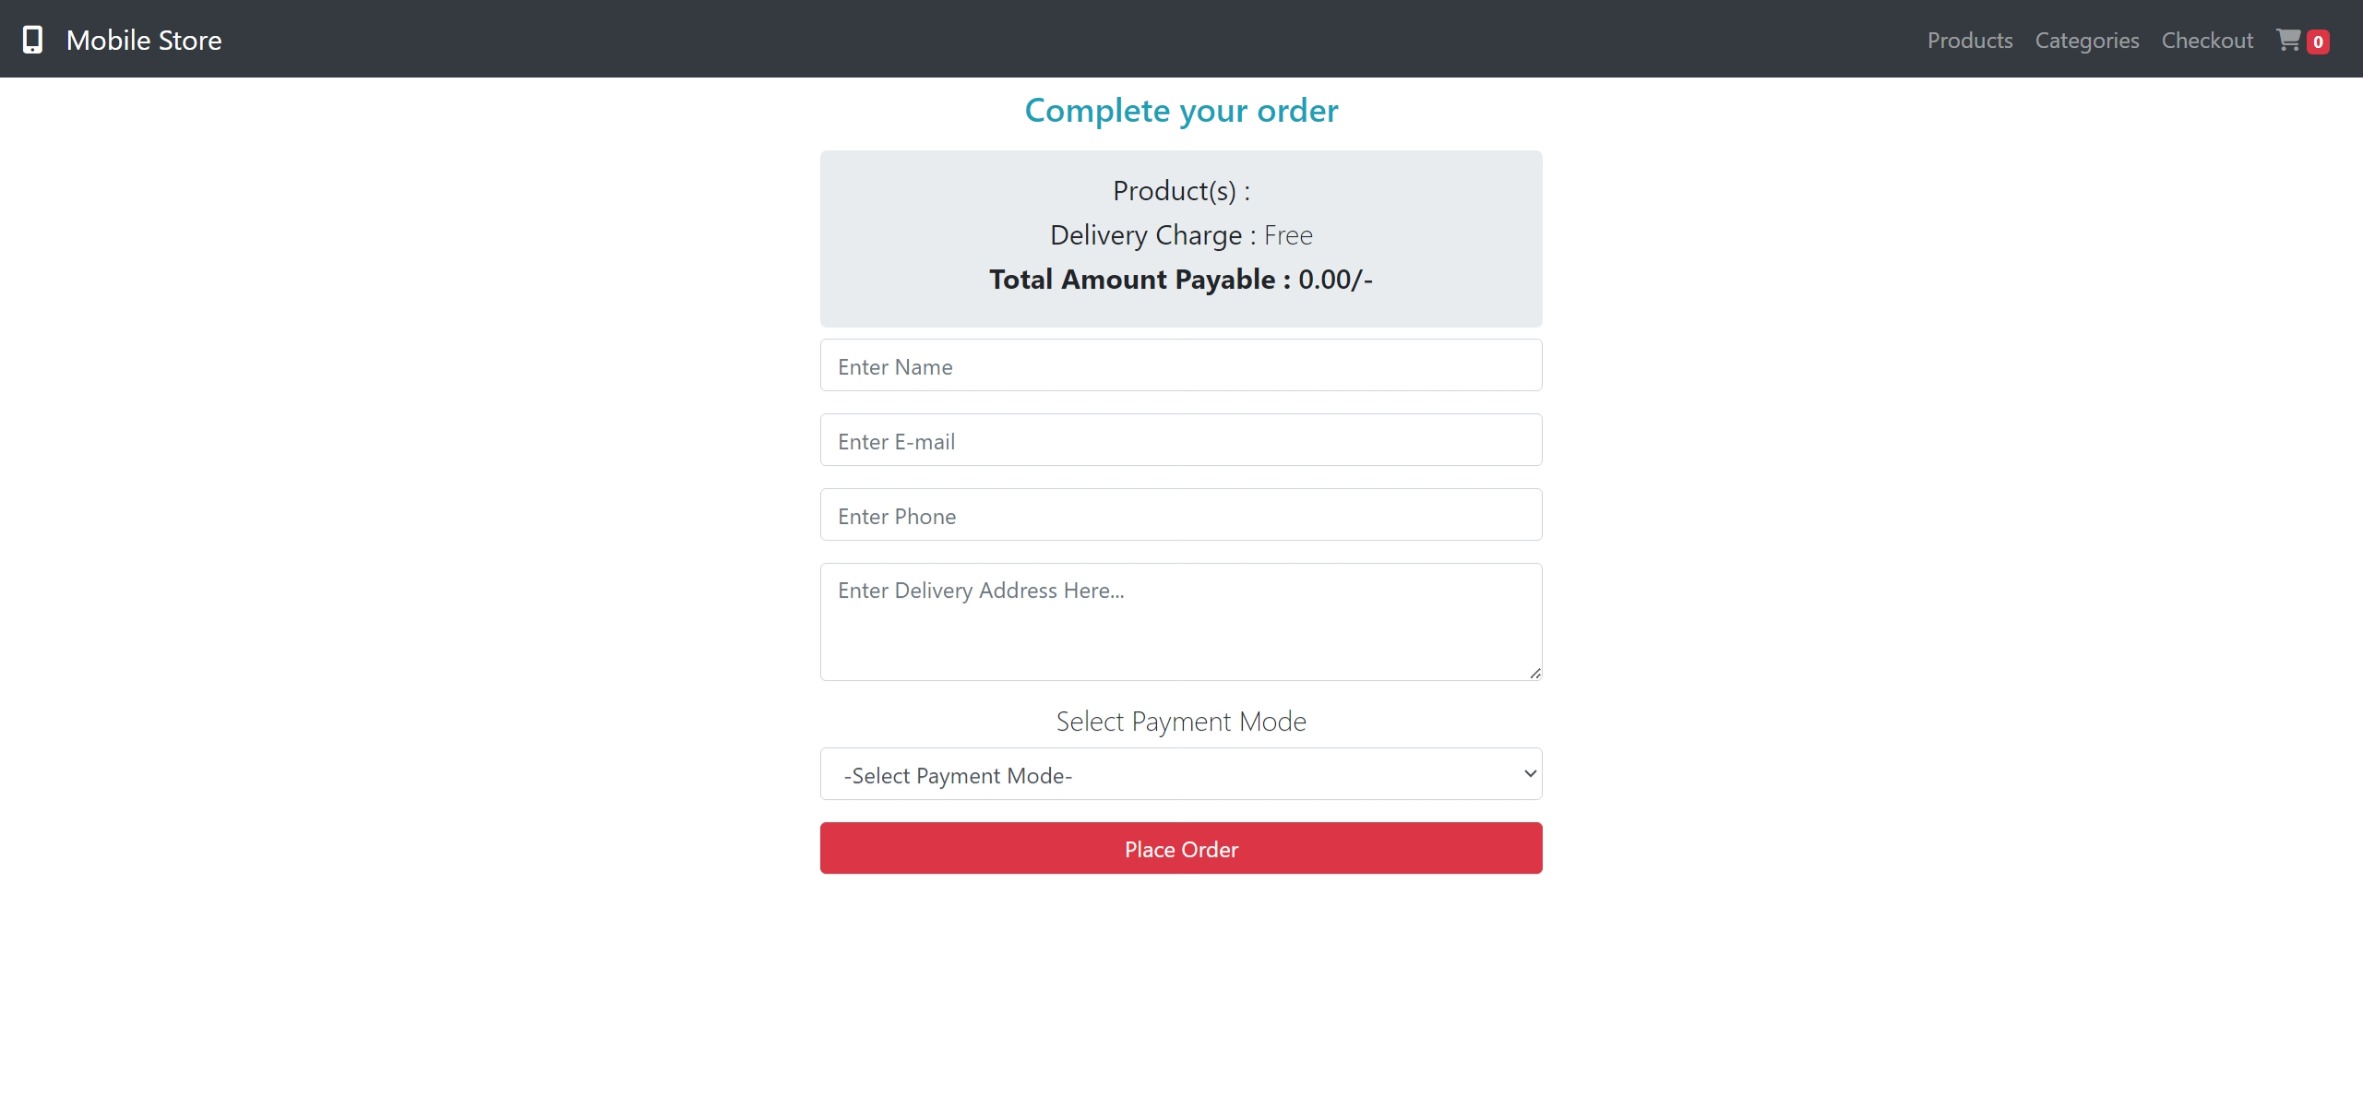 Mobile Store
Products Categories Checkout 0
Complete your order
Product(s) :
Delivery Charge : Free
Total Amount Payable : 0.00/-
Enter Name
Enter E-mail
Enter Phone
Enter Delivery Address Here...
Select Payment Mode
-Select Payment Mode-
Place Order